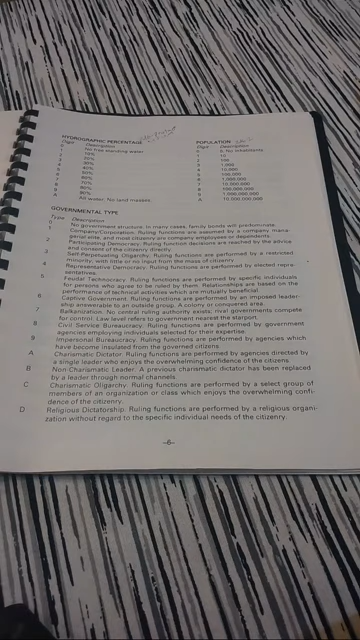 HYDROGRAPHIC PERCENTAGE
Digit Description
0 No free standing water.
1 10%
2 20%
3 30%
4 40%
5 50%
6 60%
7 70%
8 80%
9 90%
A All water. No land masses.
POPULATION
Digit Description
0 0; No inhabitants
1 10
2 100
3 1,000
4 10,000
5 100,000
6 1,000,000
7 10,000,000
8 100,000,000
9 1,000,000,000
A 10,000,000,000
GOVERNMENTAL TYPE
Type Description
0 No government structure. In many cases, family bonds will predominate.
1 Company/Corporation. Ruling functions are assumed by a company mana-
gerial elite, and most citizenry are company employees or dependents.
2 Participating Democracy. Ruling function decisions are reached by the advice
and consent of the citizenry directly.
3 Self-Perpetuating Oligarchy. Ruling functions are performed by a restricted
minority, with little or no input from the mass of citizenry.
4 Representative Democracy. Ruling functions are performed by elected repre-
sentatives.
5 Feudal Technocracy. Ruling functions are performed by specific individuals
for persons who agree to be ruled by them. Relationships are based on the
performance of technical activities which are mutually beneficial.
6 Captive Government. Ruling functions are performed by an imposed leader-
ship answerable to an outside group. A colony or conquered area.
7 Balkanization. No central ruling authority exists; rival governments compete
for control. Law level refers to government nearest the starport.
8 Civil Service Bureaucracy. Ruling functions are performed by government
agencies employing individuals selected for their expertise.
9 Impersonal Bureaucracy. Ruling functions are performed by agencies which
have become insulated from the governed citizens.
A Charismatic Dictator. Ruling functions are performed by agencies directed by
a single leader who enjoys the overwhelming confidence of the citizens.
B Non-Charismatic Leader. A previous charismatic dictator has been replaced
by a leader through normal channels.
C Charismatic Oligarchy. Ruling functions are performed by a select group of
members of an organization or class which enjoys the overwhelming confi-
dence of the citizenry.
D Religious Dictatorship. Ruling functions are performed by a religious organi-
zation without regard to the specific individual needs of the citizenry.
–6–